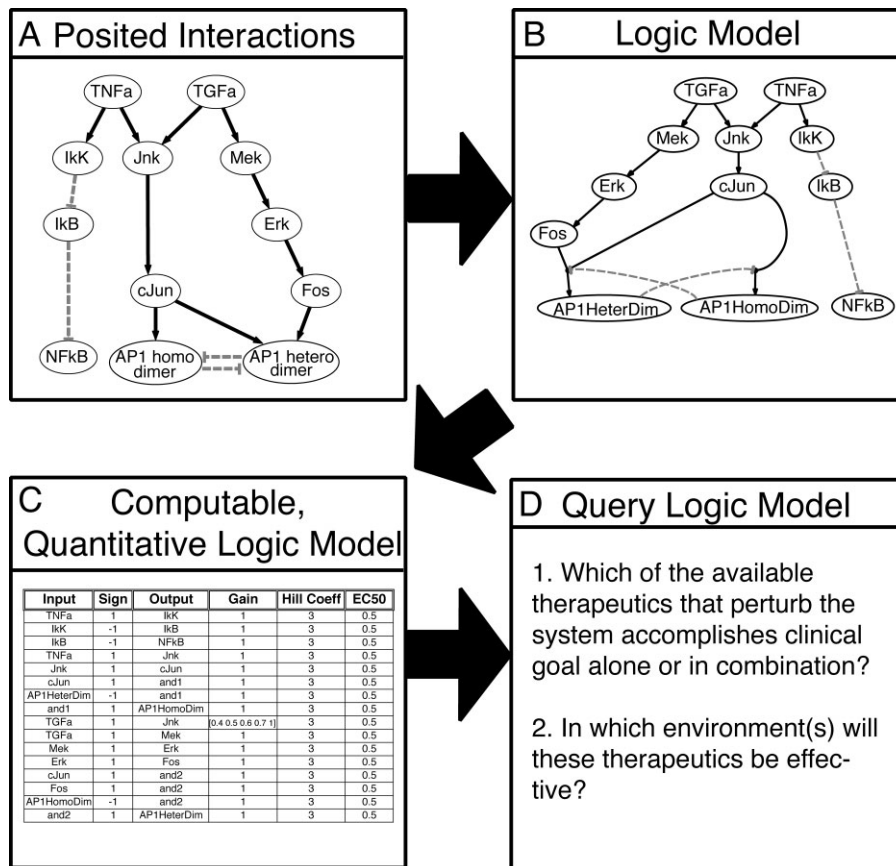 A Posited Interactions
TNFa TGFa
IkK Jnk Mek
IkB Erk
cJun Fos
NFkB AP1 homo dimer AP1 hetero dimer
B Logic Model
TGFa TNFa
Mek Jnk IkK
Erk cJun IkB
Fos
AP1HeterDim AP1HomoDim NFkB
C Computable,
Quantitative Logic Model
Input Sign Output Gain Hill Coeff EC50
TNFa 1 IkK 1 3 0.5
IkK -1 IkB 1 3 0.5
IkB -1 NFkB 1 3 0.5
TNFa 1 Jnk 1 3 0.5
Jnk 1 cJun 1 3 0.5
cJun 1 and1 1 3 0.5
AP1HeterDim -1 and1 1 3 0.5
and1 1 AP1HomoDim 1 3 0.5
TGFa 1 Jnk [0.4 0.5 0.6 0.7 1] 3 0.5
TGFa 1 Mek 1 3 0.5
Mek 1 Erk 1 3 0.5
Erk 1 Fos 1 3 0.5
cJun 1 and2 1 3 0.5
Fos 1 and2 1 3 0.5
AP1HomoDim -1 and2 1 3 0.5
and2 1 AP1HeterDim 1 3 0.5
D Query Logic Model
1. Which of the available
therapeutics that perturb the
system accomplishes clinical
goal alone or in combination?
2. In which environment(s) will
these therapeutics be effec-
tive?